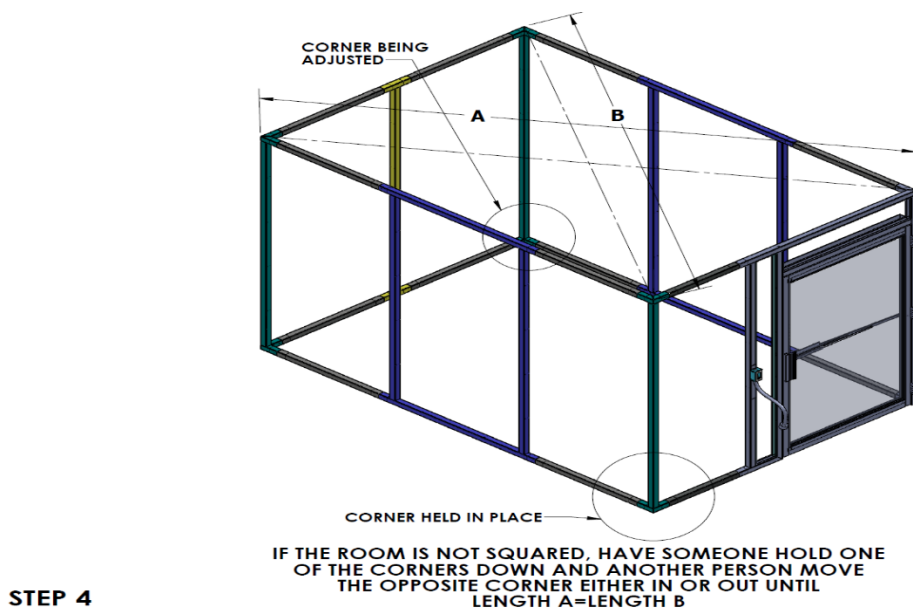 CORNER BEING
ADJUSTED
A
B
CORNER HELD IN PLACE
IF THE ROOM IS NOT SQUARED, HAVE SOMEONE HOLD ONE
OF THE CORNERS DOWN AND ANOTHER PERSON MOVE
THE OPPOSITE CORNER EITHER IN OR OUT UNTIL
LENGTH A=LENGTH B
STEP 4